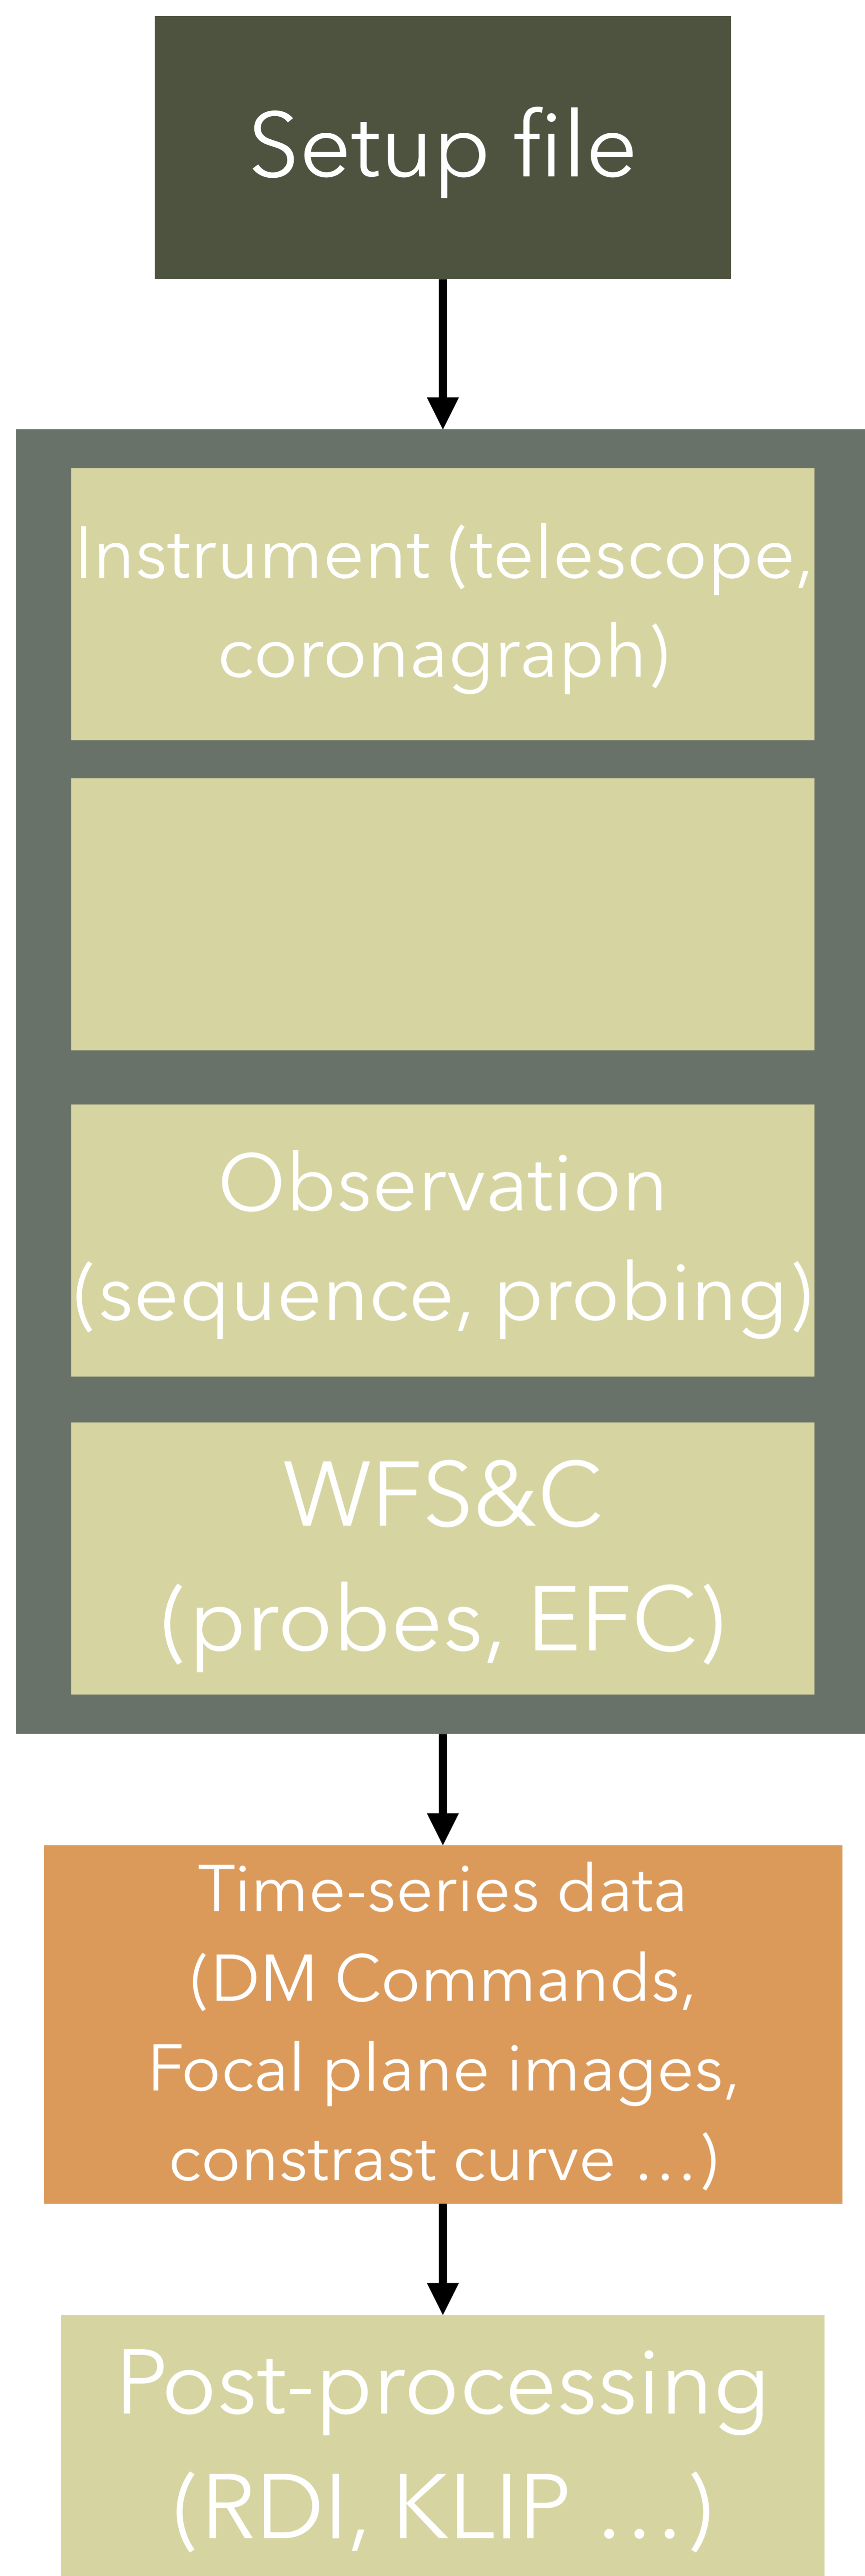 Setup file
Instrument (telescope,
coronagraph)
Observation
(sequence, probing)
WFS&C
(probes, EFC)
Time-series data
(DM Commands,
Focal plane images,
constrast curve ...)
Post-processing
(RDI, KLIP ...)